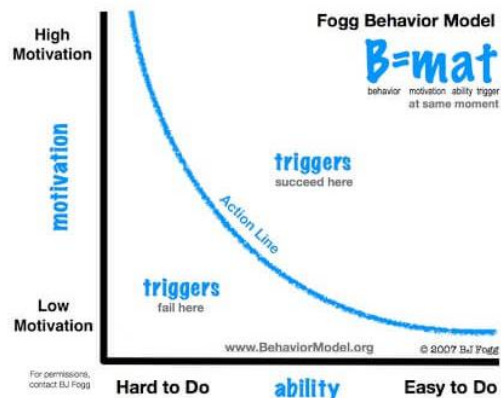 Fogg Behavior Model
B=mat
behavior motivation ability trigger
at same moment
High
Motivation
motivation
triggers
succeed here
Action Line
triggers
fail here
Low
Motivation
www.BehaviorModel.org
© 2007 BJ Fogg
For permissions,
contact BJ Fogg
Hard to Do
ability
Easy to Do